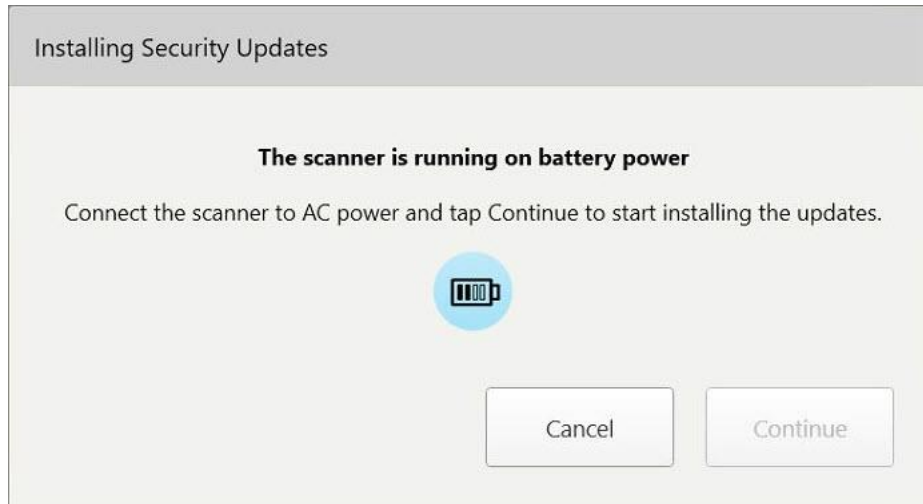 Installing Security Updates
The scanner is running on battery power
Connect the scanner to AC power and tap Continue to start installing the updates.
Cancel
Continue